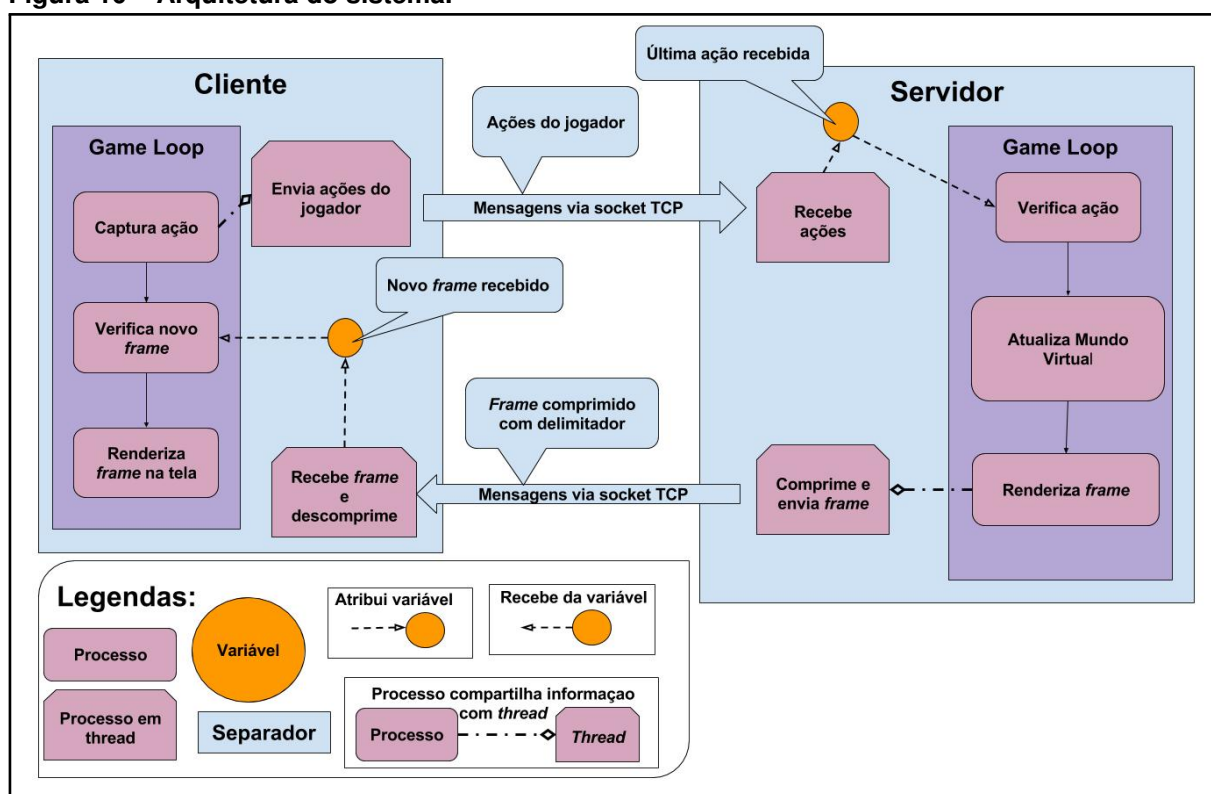 Figura 10 – Arquitetura do sistema.
Cliente
Game Loop
Captura ação
Envia ações do
jogador
Verifica novo
frame
Renderiza
frame na tela
Recebe frame
e
descomprime
Novo frame recebido
Ações do jogador
Mensagens via socket TCP
Frame comprimido
com delimitador
Mensagens via socket TCP
Última ação recebida
Servidor
Recebe
ações
Game Loop
Verifica ação
Atualiza Mundo
Virtual
Renderiza frame
Comprime e
envia frame
Legendas:
Processo
Processo em
thread
Variável
Separador
Atribui variável
Recebe da variável
Processo compartilha informaçao
com thread
Processo
Thread